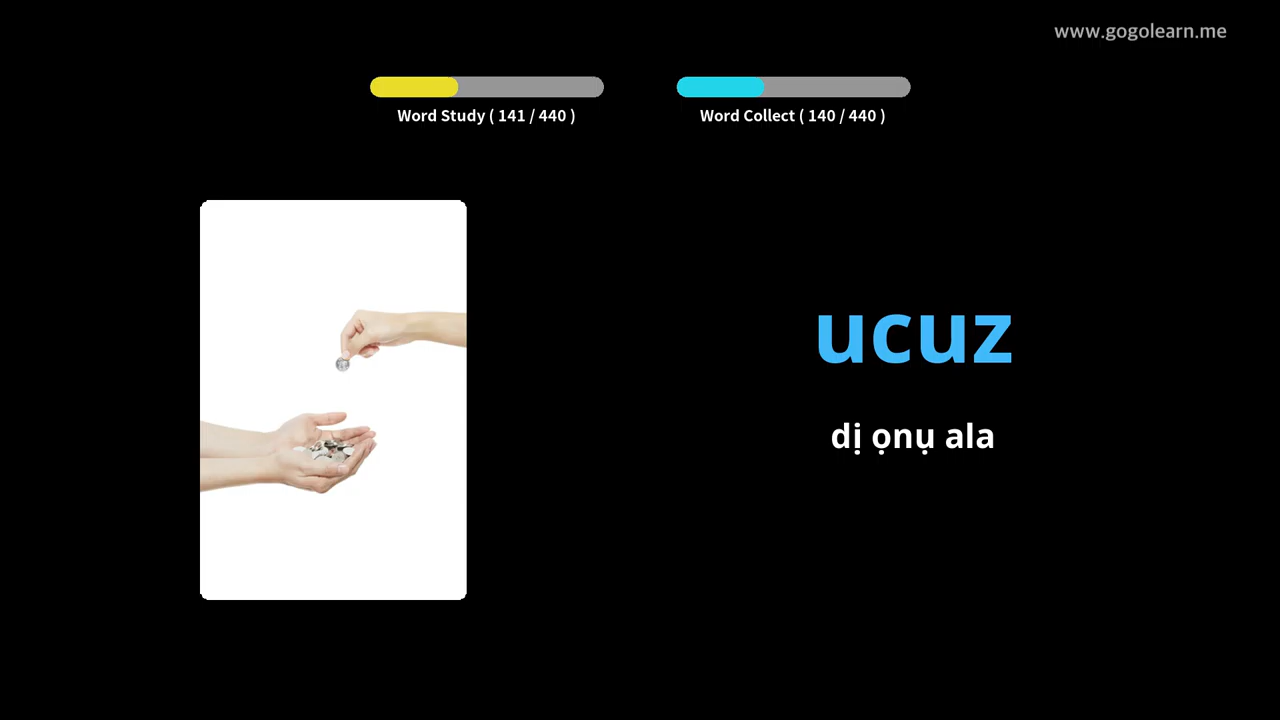 www.gogolearn.me
Word Study ( 141 / 440 )
Word Collect ( 140 / 440 )
ucuz
dị ọnụ ala